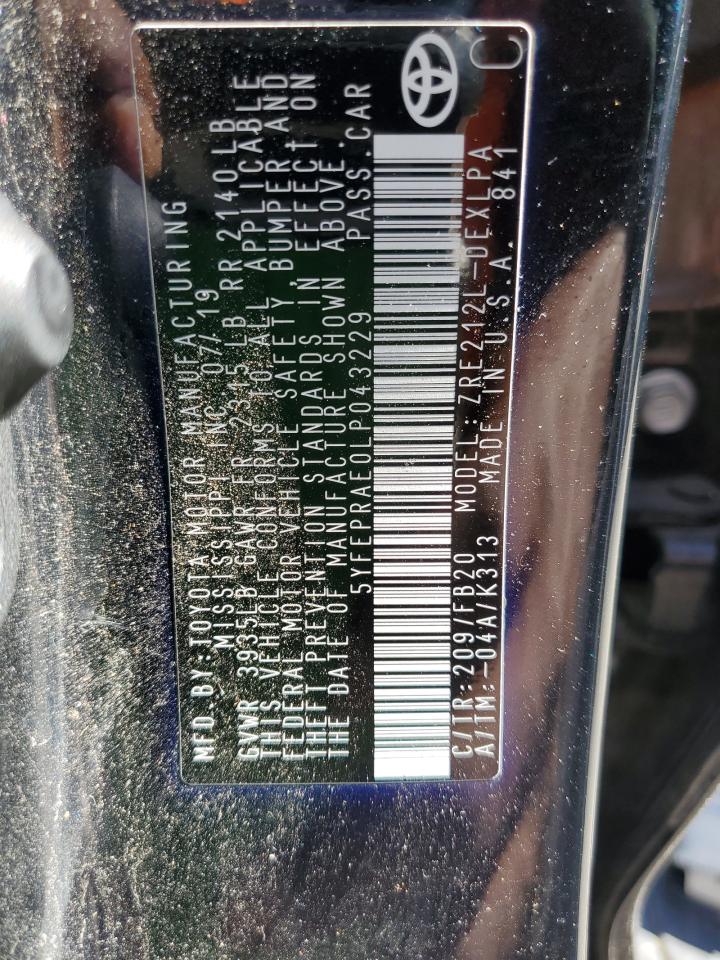 MFD.BY:TOYOTA MOTOR MANUFACTURING
MISSISSIPPI INC. 07/19
GVWR 3935LB GAWR FR 2315LB RR 2140LB
THIS VEHICLE CONFORMS TO ALL APPLICABLE
FEDERAL MOTOR VEHICLE SAFETY, BUMPER AND
THEFT PREVENTION STANDARDS IN EFFECT ON
THE DATE OF MANUFACTURE SHOWN ABOVE.
5YFEPRAE0LP043229 PASS.CAR
C/TR:209/FB20 MODEL:ZRE212L-DEXLPA
A/TM:-04A/K313 MADE IN U.S.A. 841
C